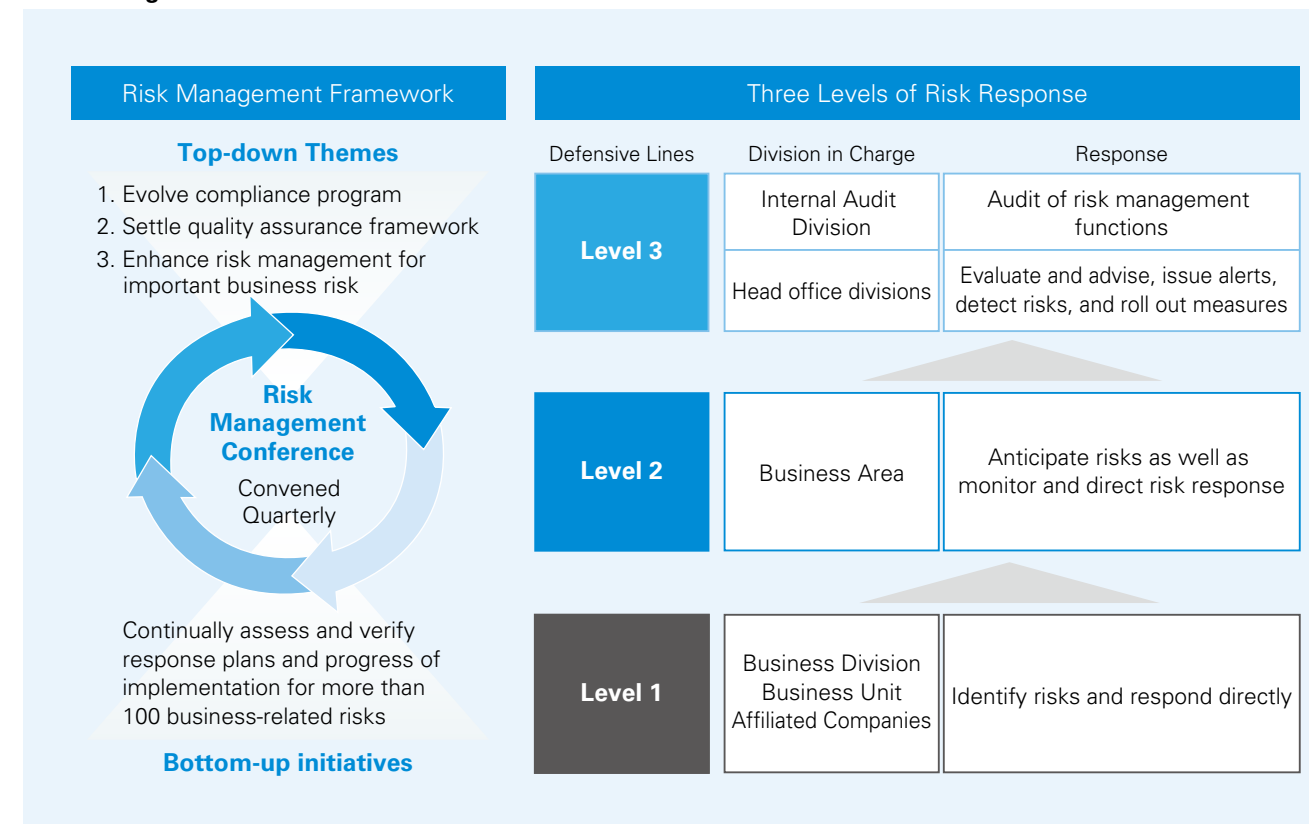 Risk Management Framework
Top-down Themes
1. Evolve compliance program
2. Settle quality assurance framework
3. Enhance risk management for
important business risk
Risk
Management
Conference
Convened
Quarterly
Continually assess and verify
response plans and progress of
implementation for more than
100 business-related risks
Bottom-up initiatives
Three Levels of Risk Response
Defensive Lines
Division in Charge
Response
Level 3
Internal Audit
Division
Audit of risk management
functions
Head office divisions
Evaluate and advise, issue alerts,
detect risks, and roll out measures
Level 2
Business Area
Anticipate risks as well as
monitor and direct risk response
Level 1
Business Division
Business Unit
Affiliated Companies
Identify risks and respond directly